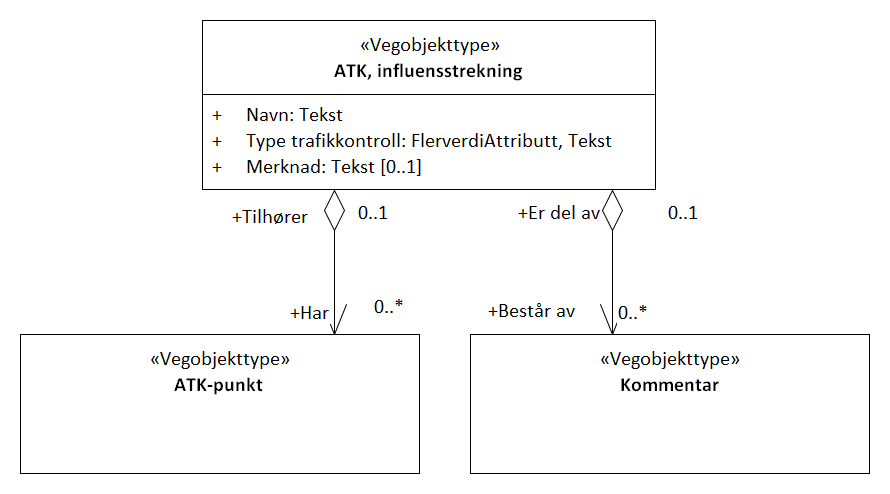 «Vegobjekttype»
ATK, influensstrekning
+ Navn: Tekst
+ Type trafikkontroll: FlerverdiAttributt, Tekst
+ Merknad: Tekst [0..1]
+Tilhører 0..1 +Er del av 0..1
+Har 0..* +Består av 0..*
«Vegobjekttype»
ATK-punkt
«Vegobjekttype»
Kommentar